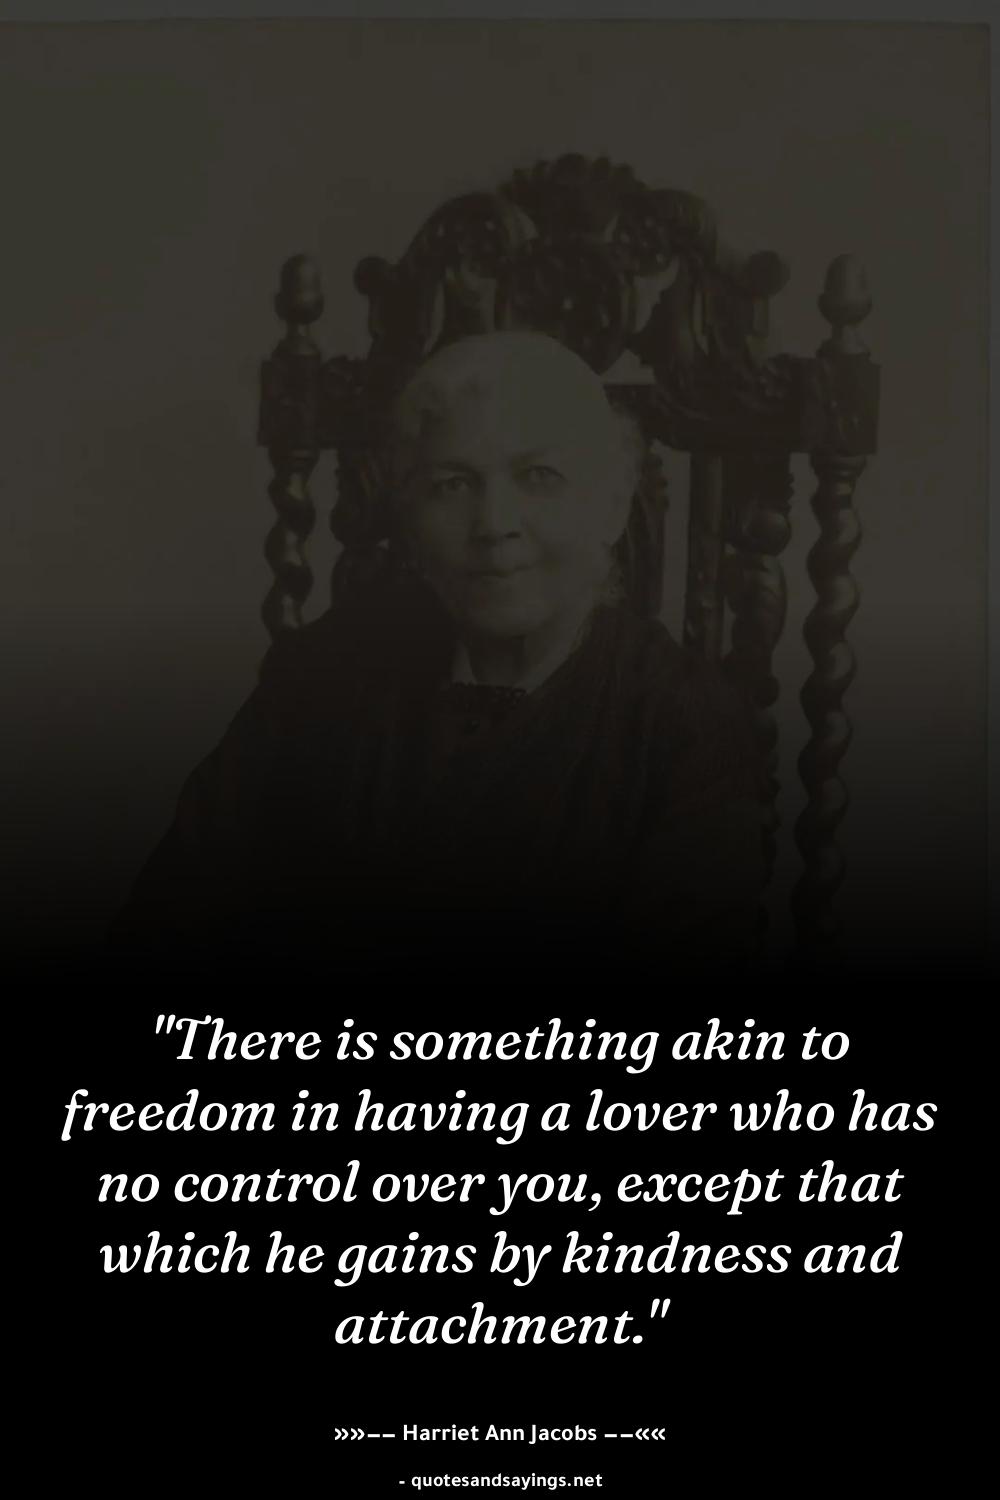 "There is something akin to
freedom in having a lover who has
no control over you, except that
which he gains by kindness and
attachment."
»»–– Harriet Ann Jacobs ––««
- quotesandsayings.net